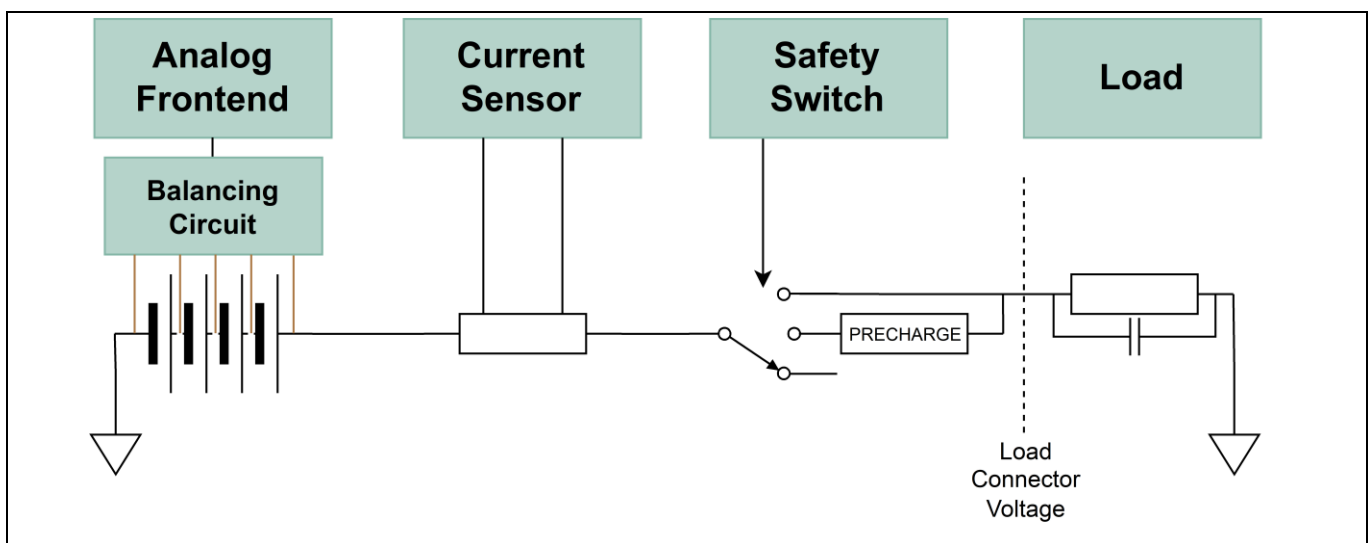 Analog
Frontend
Current
Sensor
Safety
Switch
Load
Balancing
Circuit
PRECHARGE
Load
Connector
Voltage